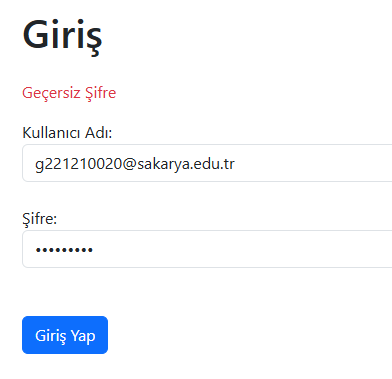 Giriş
Geçersiz Şifre
Kullanıcı Adı:
g221210020@sakarya.edu.tr
Şifre:
•••••••••
Giriş Yap